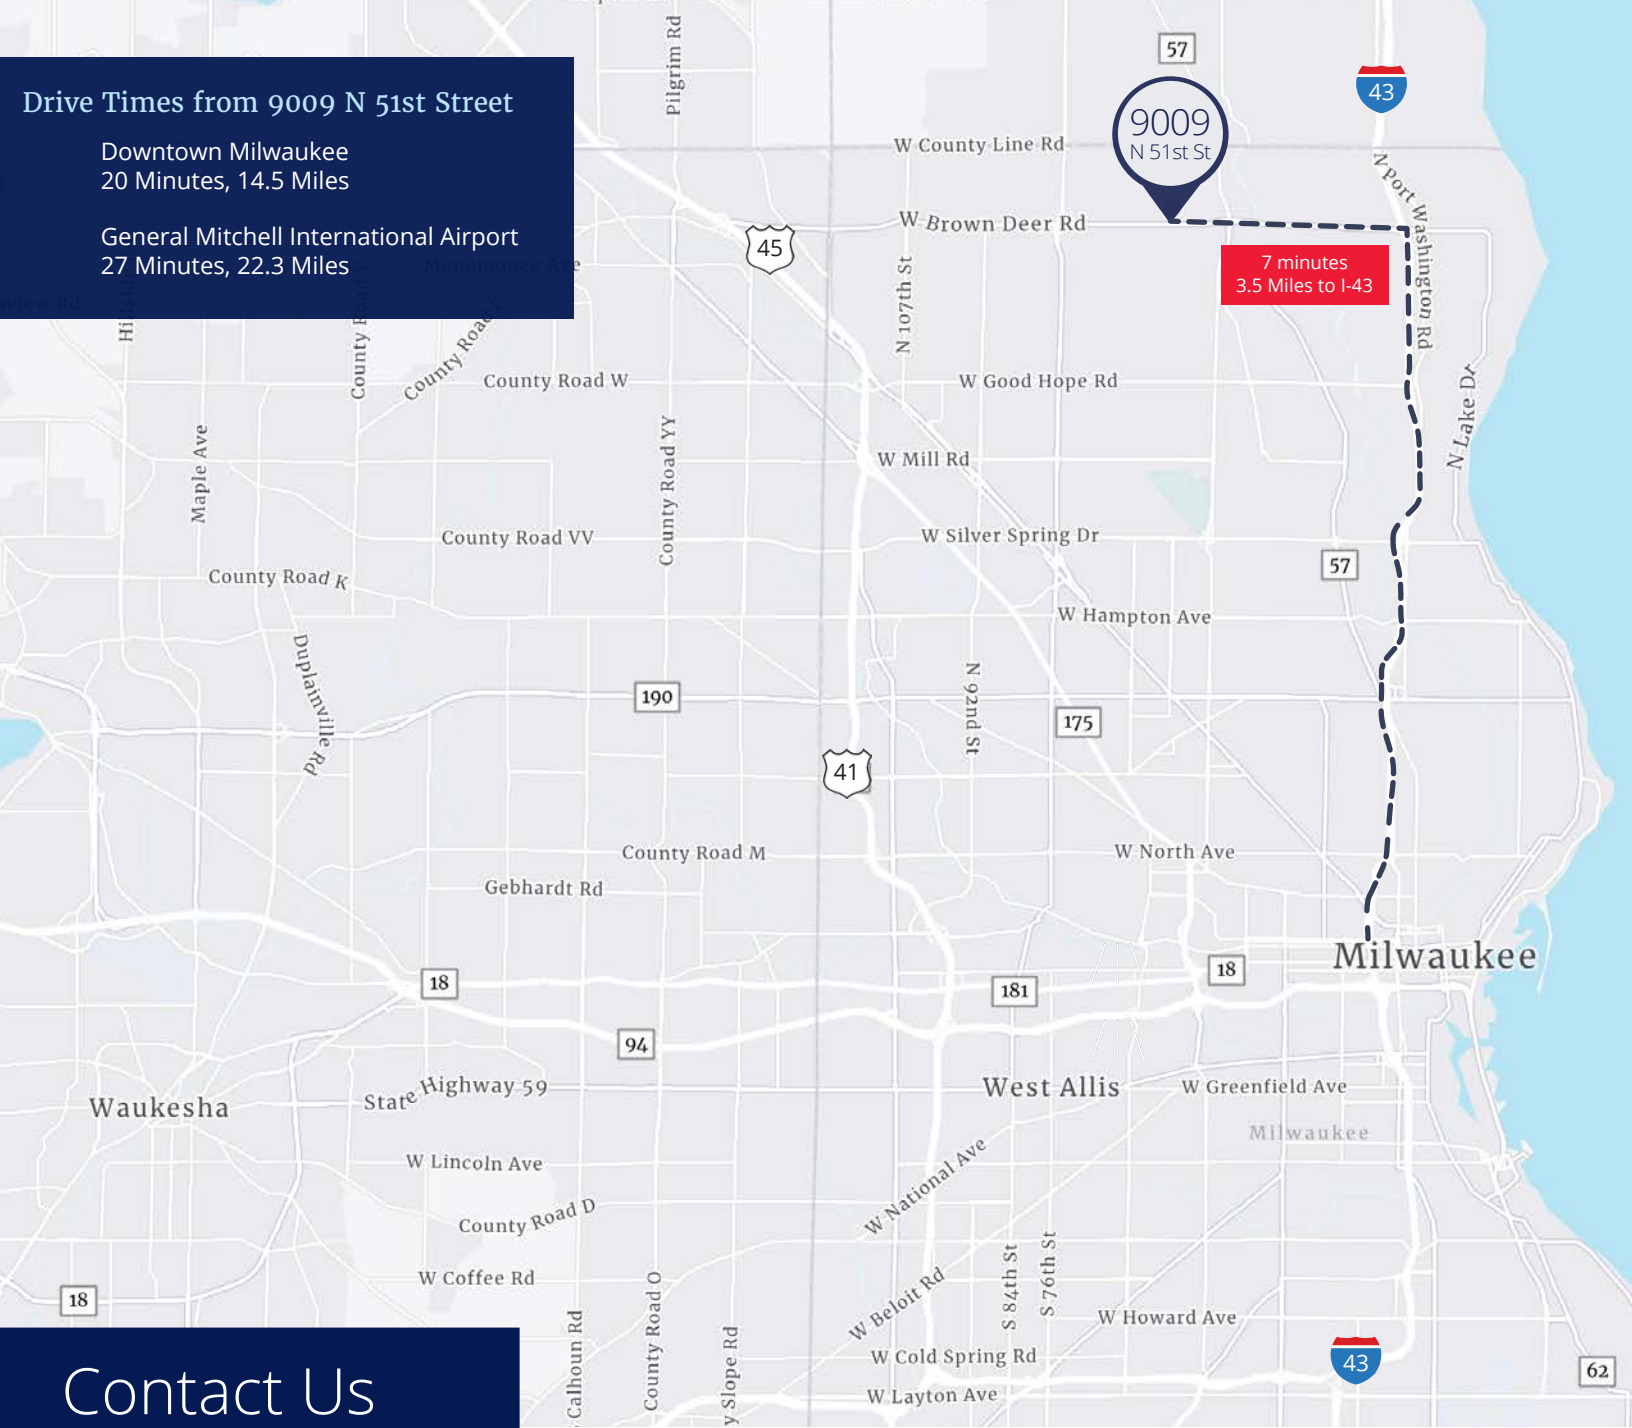 57
43
Pilgrim Rd
Drive Times from 9009 N 51st Street
Downtown Milwaukee
20 Minutes, 14.5 Miles
General Mitchell International Airport
27 Minutes, 22.3 Miles
9009
N 51st St
W County Line Rd
N Port Washington Rd
W Brown Deer Rd
45
7 minutes
3.5 Miles to I-43
Menomonee Ave
N 107th St
County Road W
W Good Hope Rd
N Lake Dr
Maple Ave
County Road YY
W Mill Rd
County Road VV
W Silver Spring Dr
57
County Road K
W Hampton Ave
Duplainville Rd
190
N 92nd St
175
41
County Road M
W North Ave
Gebhardt Rd
Milwaukee
18
181
18
94
State Highway 59
West Allis
W Greenfield Ave
Waukesha
Milwaukee
W Lincoln Ave
W National Ave
County Road D
W Coffee Rd
S 84th St
S 76th St
18
County Road O
W Beloit Rd
W Howard Ave
Calhoun Rd
Slope Rd
W Cold Spring Rd
43
62
W Layton Ave
Contact Us